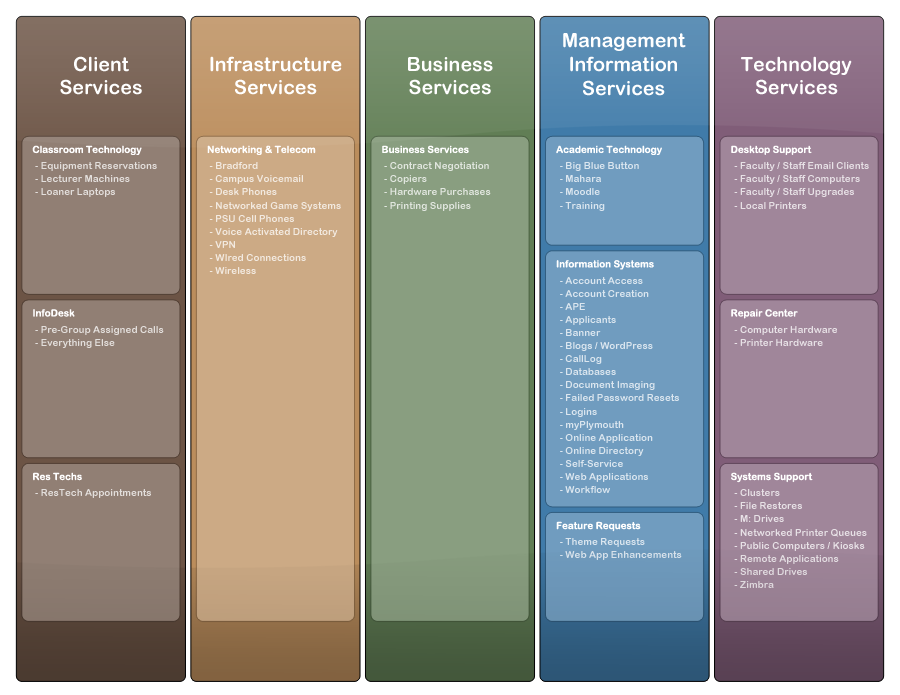 Client
Services
Classroom Technology
- Equipment Reservations
- Lecturer Machines
- Loaner Laptops
InfoDesk
- Pre-Group Assigned Calls
- Everything Else
Res Techs
- ResTech Appointments
Infrastructure
Services
Networking & Telecom
- Bradford
- Campus Voicemail
- Desk Phones
- Networked Game Systems
- PSU Cell Phones
- Voice Activated Directory
- VPN
- WIred Connections
- Wireless
Business
Services
Business Services
- Contract Negotiation
- Copiers
- Hardware Purchases
- Printing Supplies
Management
Information
Services
Academic Technology
- Big Blue Button
- Mahara
- Moodle
- Training
Information Systems
- Account Access
- Account Creation
- APE
- Applicants
- Banner
- Blogs / WordPress
- CallLog
- Databases
- Document Imaging
- Failed Password Resets
- Logins
- myPlymouth
- Online Application
- Online Directory
- Self-Service
- Web Applications
- Workflow
Feature Requests
- Theme Requests
- Web App Enhancements
Technology
Services
Desktop Support
- Faculty / Staff Email Clients
- Faculty / Staff Computers
- Faculty / Staff Upgrades
- Local Printers
Repair Center
- Computer Hardware
- Printer Hardware
Systems Support
- Clusters
- File Restores
- M: Drives
- Networked Printer Queues
- Public Computers / Kiosks
- Remote Applications
- Shared Drives
- Zimbra